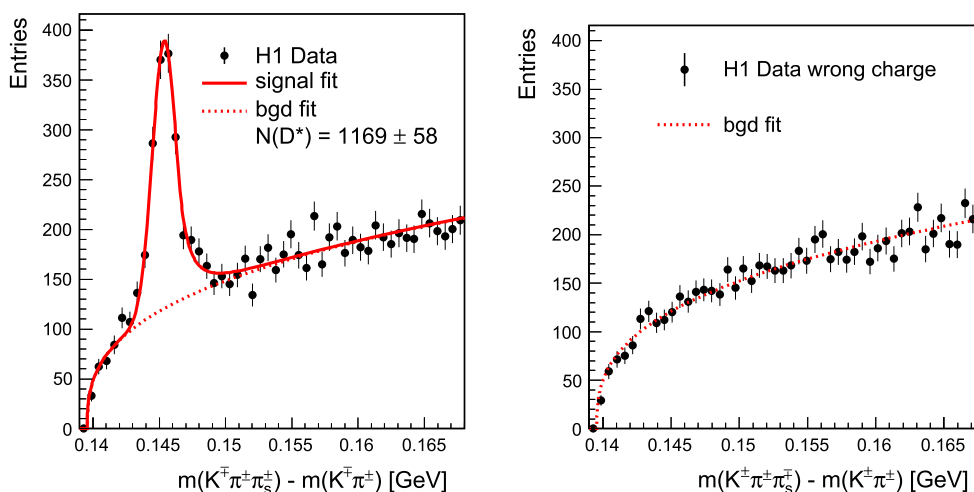 Entries
400
350
300
250
200
150
100
50
0
H1 Data
signal fit
bgd fit
N(D*) = 1169 ± 58
0.14 0.145 0.15 0.155 0.16 0.165
m(K∓π±πs±) - m(K∓π±) [GeV]
Entries
400
350
300
250
200
150
100
50
0
H1 Data wrong charge
bgd fit
0.14 0.145 0.15 0.155 0.16 0.165
m(K±π±πs∓) - m(K±π±) [GeV]